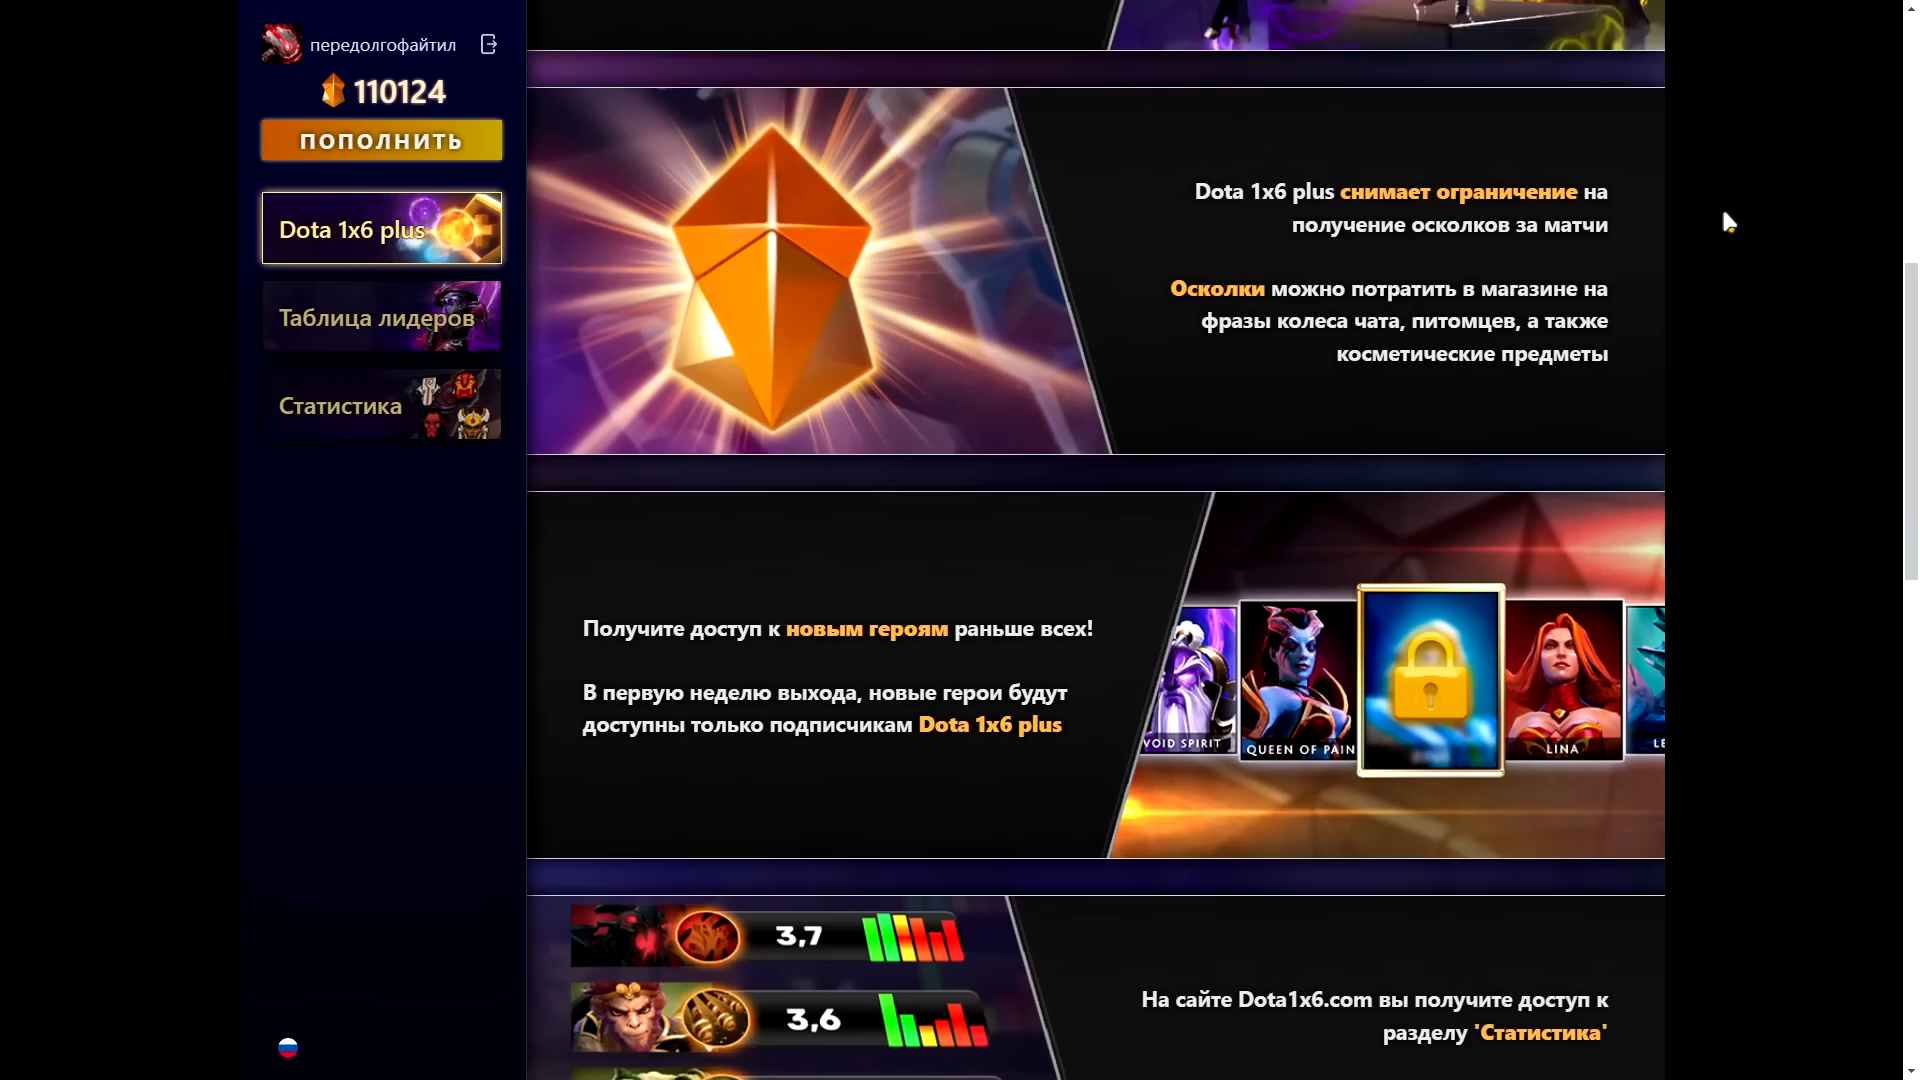 передолгофайтил
110124
ПОПОЛНИТЬ
Dota 1x6 plus
Таблица лидеров
Статистика
Dota 1x6 plus снимает ограничение на
получение осколков за матчи
Осколки можно потратить в магазине на
фразы колеса чата, питомцев, а также
косметические предметы
Получите доступ к новым героям раньше всех!
В первую неделю выхода, новые герои будут
доступны только подписчикам Dota 1x6 plus
VOID SPIRIT
QUEEN OF PAIN
LINA
LE
3,7
3,6
На сайте Dota1x6.com вы получите доступ к
разделу 'Статистика'